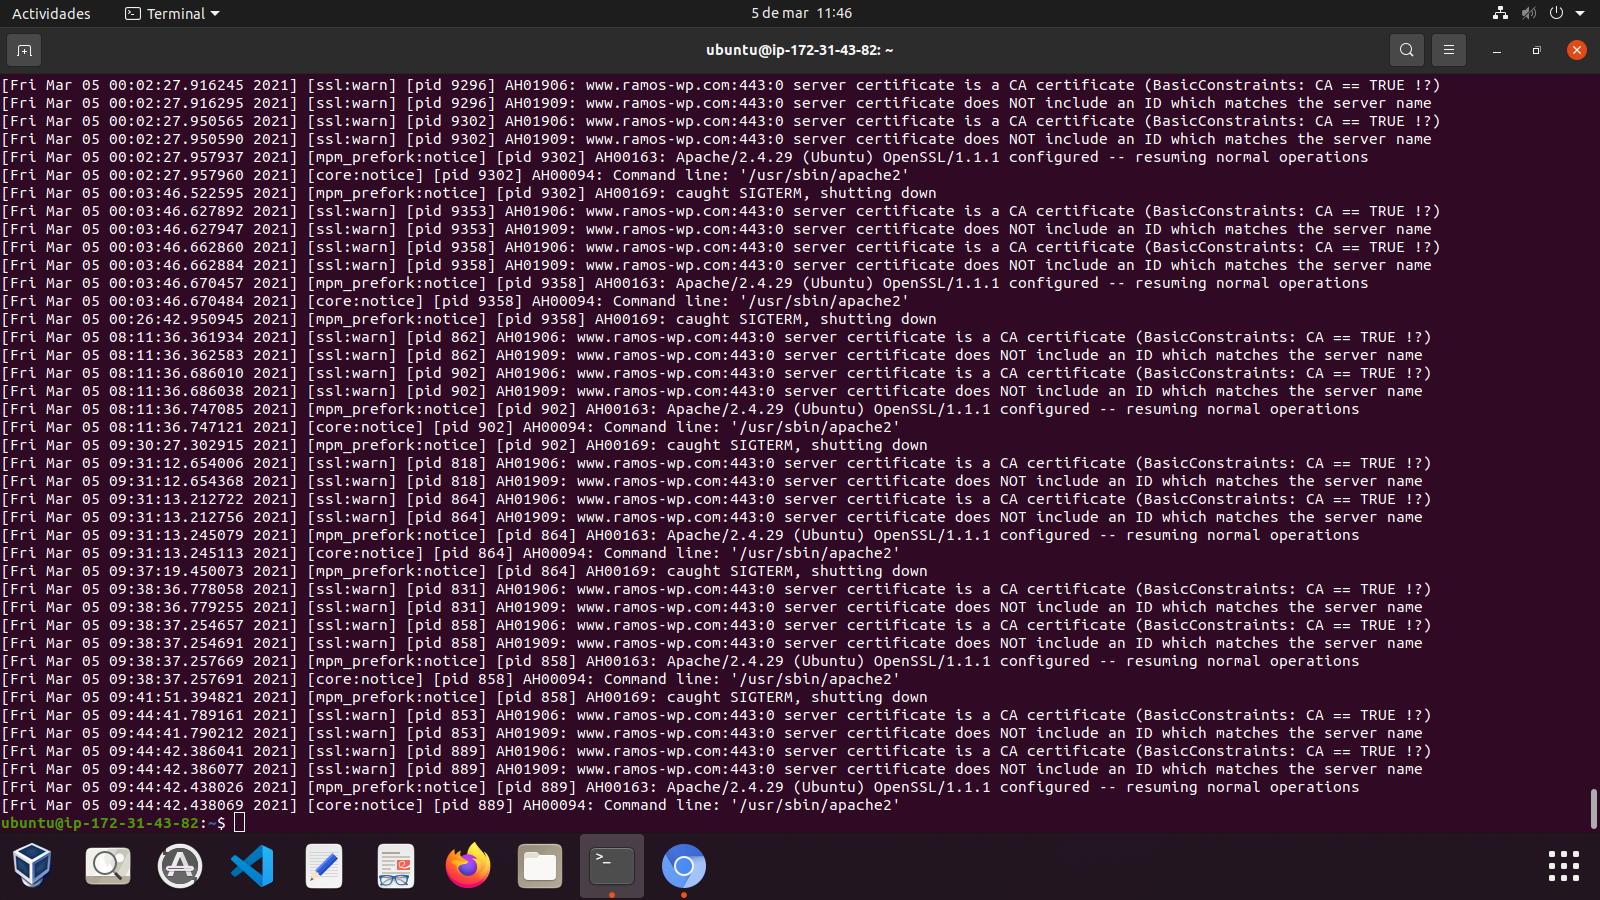 Actividades Terminal 5 de mar 11:46
ubuntu@ip-172-31-43-82: ~
[Fri Mar 05 00:02:27.916245 2021] [ssl:warn] [pid 9296] AH01906: www.ramos-wp.com:443:0 server certificate is a CA certificate (BasicConstraints: CA == TRUE !?)
[Fri Mar 05 00:02:27.916295 2021] [ssl:warn] [pid 9296] AH01909: www.ramos-wp.com:443:0 server certificate does NOT include an ID which matches the server name
[Fri Mar 05 00:02:27.950565 2021] [ssl:warn] [pid 9302] AH01906: www.ramos-wp.com:443:0 server certificate is a CA certificate (BasicConstraints: CA == TRUE !?)
[Fri Mar 05 00:02:27.950590 2021] [ssl:warn] [pid 9302] AH01909: www.ramos-wp.com:443:0 server certificate does NOT include an ID which matches the server name
[Fri Mar 05 00:02:27.957937 2021] [mpm_prefork:notice] [pid 9302] AH00163: Apache/2.4.29 (Ubuntu) OpenSSL/1.1.1 configured -- resuming normal operations
[Fri Mar 05 00:02:27.957960 2021] [core:notice] [pid 9302] AH00094: Command line: '/usr/sbin/apache2'
[Fri Mar 05 00:03:46.522595 2021] [mpm_prefork:notice] [pid 9302] AH00169: caught SIGTERM, shutting down
[Fri Mar 05 00:03:46.627892 2021] [ssl:warn] [pid 9353] AH01906: www.ramos-wp.com:443:0 server certificate is a CA certificate (BasicConstraints: CA == TRUE !?)
[Fri Mar 05 00:03:46.627947 2021] [ssl:warn] [pid 9353] AH01909: www.ramos-wp.com:443:0 server certificate does NOT include an ID which matches the server name
[Fri Mar 05 00:03:46.662860 2021] [ssl:warn] [pid 9358] AH01906: www.ramos-wp.com:443:0 server certificate is a CA certificate (BasicConstraints: CA == TRUE !?)
[Fri Mar 05 00:03:46.662884 2021] [ssl:warn] [pid 9358] AH01909: www.ramos-wp.com:443:0 server certificate does NOT include an ID which matches the server name
[Fri Mar 05 00:03:46.670457 2021] [mpm_prefork:notice] [pid 9358] AH00163: Apache/2.4.29 (Ubuntu) OpenSSL/1.1.1 configured -- resuming normal operations
[Fri Mar 05 00:03:46.670484 2021] [core:notice] [pid 9358] AH00094: Command line: '/usr/sbin/apache2'
[Fri Mar 05 00:26:42.950945 2021] [mpm_prefork:notice] [pid 9358] AH00169: caught SIGTERM, shutting down
[Fri Mar 05 08:11:36.361934 2021] [ssl:warn] [pid 862] AH01906: www.ramos-wp.com:443:0 server certificate is a CA certificate (BasicConstraints: CA == TRUE !?)
[Fri Mar 05 08:11:36.362583 2021] [ssl:warn] [pid 862] AH01909: www.ramos-wp.com:443:0 server certificate does NOT include an ID which matches the server name
[Fri Mar 05 08:11:36.686010 2021] [ssl:warn] [pid 902] AH01906: www.ramos-wp.com:443:0 server certificate is a CA certificate (BasicConstraints: CA == TRUE !?)
[Fri Mar 05 08:11:36.686038 2021] [ssl:warn] [pid 902] AH01909: www.ramos-wp.com:443:0 server certificate does NOT include an ID which matches the server name
[Fri Mar 05 08:11:36.747085 2021] [mpm_prefork:notice] [pid 902] AH00163: Apache/2.4.29 (Ubuntu) OpenSSL/1.1.1 configured -- resuming normal operations
[Fri Mar 05 08:11:36.747121 2021] [core:notice] [pid 902] AH00094: Command line: '/usr/sbin/apache2'
[Fri Mar 05 09:30:27.302915 2021] [mpm_prefork:notice] [pid 902] AH00169: caught SIGTERM, shutting down
[Fri Mar 05 09:31:12.654006 2021] [ssl:warn] [pid 818] AH01906: www.ramos-wp.com:443:0 server certificate is a CA certificate (BasicConstraints: CA == TRUE !?)
[Fri Mar 05 09:31:12.654368 2021] [ssl:warn] [pid 818] AH01909: www.ramos-wp.com:443:0 server certificate does NOT include an ID which matches the server name
[Fri Mar 05 09:31:13.212722 2021] [ssl:warn] [pid 864] AH01906: www.ramos-wp.com:443:0 server certificate is a CA certificate (BasicConstraints: CA == TRUE !?)
[Fri Mar 05 09:31:13.212756 2021] [ssl:warn] [pid 864] AH01909: www.ramos-wp.com:443:0 server certificate does NOT include an ID which matches the server name
[Fri Mar 05 09:31:13.245079 2021] [mpm_prefork:notice] [pid 864] AH00163: Apache/2.4.29 (Ubuntu) OpenSSL/1.1.1 configured -- resuming normal operations
[Fri Mar 05 09:31:13.245113 2021] [core:notice] [pid 864] AH00094: Command line: '/usr/sbin/apache2'
[Fri Mar 05 09:37:19.450073 2021] [mpm_prefork:notice] [pid 864] AH00169: caught SIGTERM, shutting down
[Fri Mar 05 09:38:36.778058 2021] [ssl:warn] [pid 831] AH01906: www.ramos-wp.com:443:0 server certificate is a CA certificate (BasicConstraints: CA == TRUE !?)
[Fri Mar 05 09:38:36.779255 2021] [ssl:warn] [pid 831] AH01909: www.ramos-wp.com:443:0 server certificate does NOT include an ID which matches the server name
[Fri Mar 05 09:38:37.254657 2021] [ssl:warn] [pid 858] AH01906: www.ramos-wp.com:443:0 server certificate is a CA certificate (BasicConstraints: CA == TRUE !?)
[Fri Mar 05 09:38:37.254691 2021] [ssl:warn] [pid 858] AH01909: www.ramos-wp.com:443:0 server certificate does NOT include an ID which matches the server name
[Fri Mar 05 09:38:37.257669 2021] [mpm_prefork:notice] [pid 858] AH00163: Apache/2.4.29 (Ubuntu) OpenSSL/1.1.1 configured -- resuming normal operations
[Fri Mar 05 09:38:37.257691 2021] [core:notice] [pid 858] AH00094: Command line: '/usr/sbin/apache2'
[Fri Mar 05 09:41:51.394821 2021] [mpm_prefork:notice] [pid 858] AH00169: caught SIGTERM, shutting down
[Fri Mar 05 09:44:41.789161 2021] [ssl:warn] [pid 853] AH01906: www.ramos-wp.com:443:0 server certificate is a CA certificate (BasicConstraints: CA == TRUE !?)
[Fri Mar 05 09:44:41.790212 2021] [ssl:warn] [pid 853] AH01909: www.ramos-wp.com:443:0 server certificate does NOT include an ID which matches the server name
[Fri Mar 05 09:44:42.386041 2021] [ssl:warn] [pid 889] AH01906: www.ramos-wp.com:443:0 server certificate is a CA certificate (BasicConstraints: CA == TRUE !?)
[Fri Mar 05 09:44:42.386077 2021] [ssl:warn] [pid 889] AH01909: www.ramos-wp.com:443:0 server certificate does NOT include an ID which matches the server name
[Fri Mar 05 09:44:42.438026 2021] [mpm_prefork:notice] [pid 889] AH00163: Apache/2.4.29 (Ubuntu) OpenSSL/1.1.1 configured -- resuming normal operations
[Fri Mar 05 09:44:42.438069 2021] [core:notice] [pid 889] AH00094: Command line: '/usr/sbin/apache2'
ubuntu@ip-172-31-43-82:~$